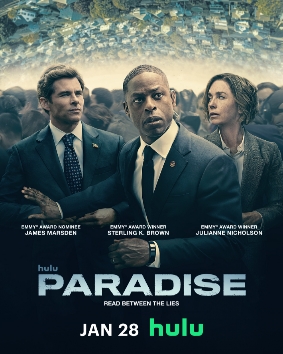 EMMY® AWARD NOMINEE
JAMES MARSDEN
EMMY® AWARD WINNER
STERLING K. BROWN
EMMY® AWARD WINNER
JULIANNE NICHOLSON
hulu
PARADISE
READ BETWEEN THE LIES
JAN 28 hulu